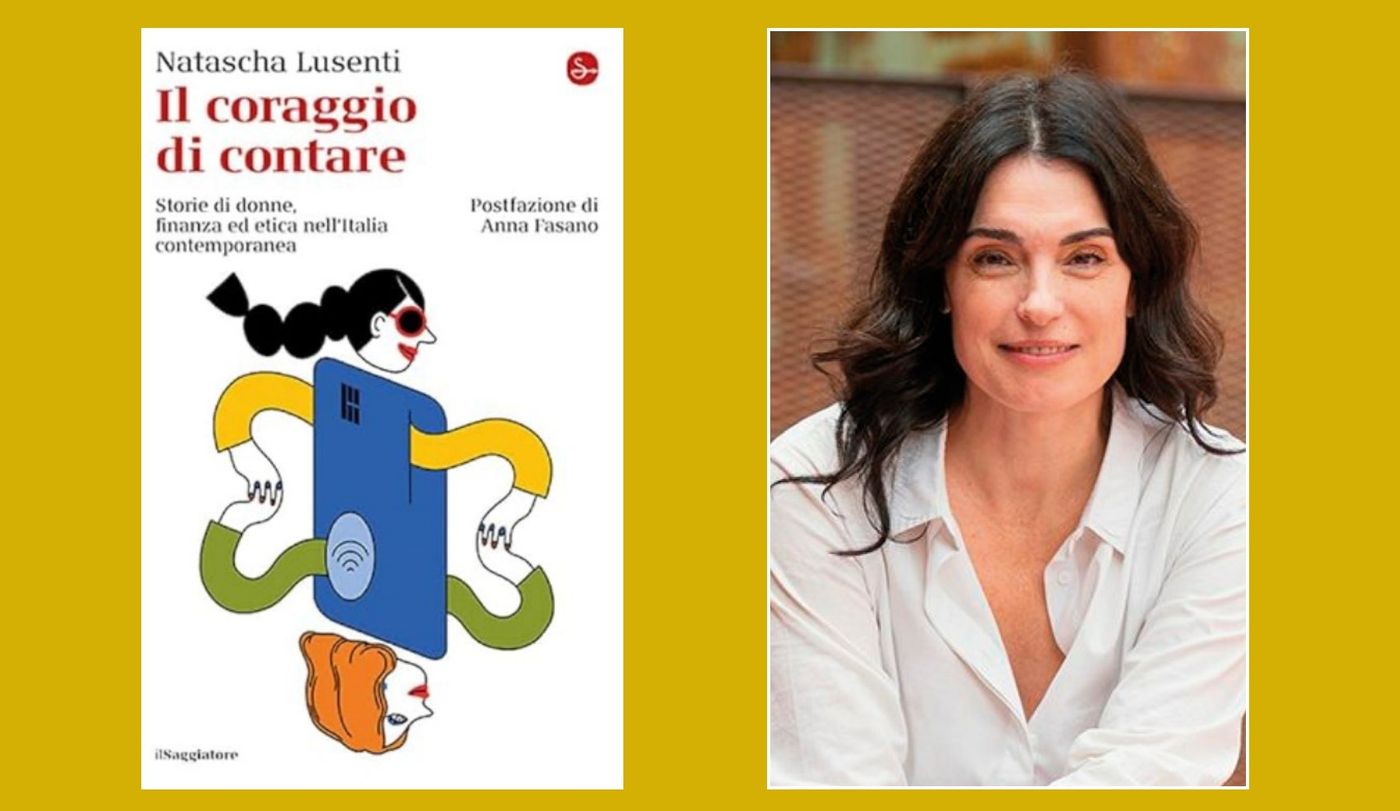 Natascha Lusenti
Il coraggio
di contare
Storie di donne,
finanza ed etica nell'Italia
contemporanea
Postfazione di
Anna Fasano
ilSaggiatore